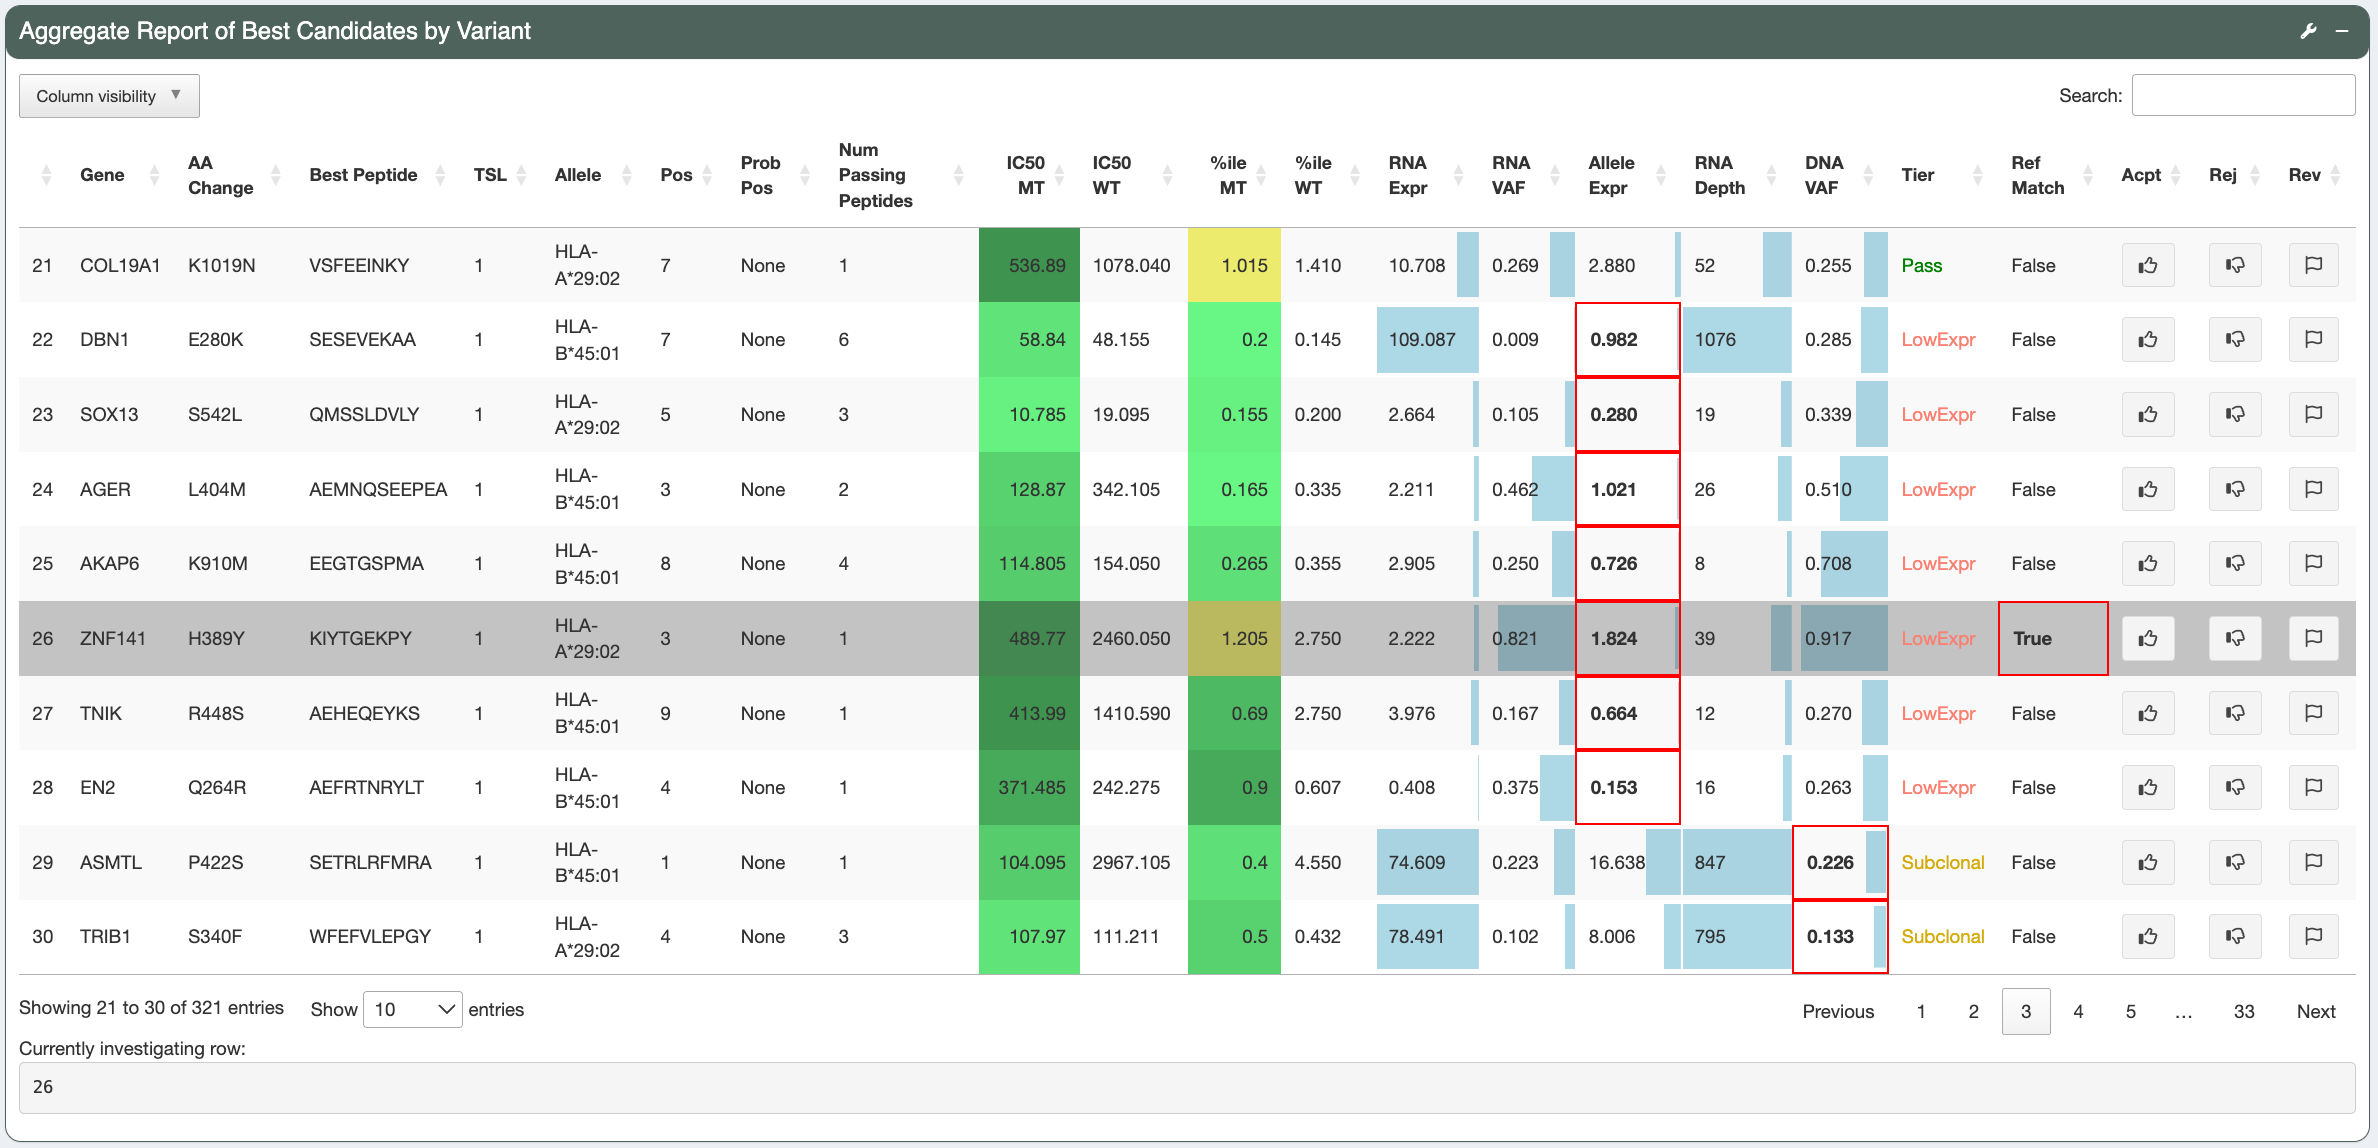 Aggregate Report of Best Candidates by Variant
Column visibility ▼
Search:
Gene AA Change Best Peptide TSL Allele Pos Prob Pos Num Passing Peptides IC50 MT IC50 WT %ile MT %ile WT RNA Expr RNA VAF Allele Expr RNA Depth DNA VAF Tier Ref Match Acpt Rej Rev
21 COL19A1 K1019N VSFEEINKY 1 HLA-A*29:02 7 None 1 536.89 1078.040 1.015 1.410 10.708 0.269 2.880 52 0.255 Pass False
22 DBN1 E280K SESEVEKAA 1 HLA-B*45:01 7 None 6 58.84 48.155 0.2 0.145 109.087 0.009 0.982 1076 0.285 LowExpr False
23 SOX13 S542L QMSSLDVLY 1 HLA-A*29:02 5 None 3 10.785 19.095 0.155 0.200 2.664 0.105 0.280 19 0.339 LowExpr False
24 AGER L404M AEMNQSEEPEA 1 HLA-B*45:01 3 None 2 128.87 342.105 0.165 0.335 2.211 0.462 1.021 26 0.510 LowExpr False
25 AKAP6 K910M EEGTGSPMA 1 HLA-B*45:01 8 None 4 114.805 154.050 0.265 0.355 2.905 0.250 0.726 8 0.708 LowExpr False
26 ZNF141 H389Y KIYTGEKPY 1 HLA-A*29:02 3 None 1 489.77 2460.050 1.205 2.750 2.222 0.821 1.824 39 0.917 LowExpr True
27 TNIK R448S AEHEQEYKS 1 HLA-B*45:01 9 None 1 413.99 1410.590 0.69 2.750 3.976 0.167 0.664 12 0.270 LowExpr False
28 EN2 Q264R AEFRTNRYLT 1 HLA-B*45:01 4 None 1 371.485 242.275 0.9 0.607 0.408 0.375 0.153 16 0.263 LowExpr False
29 ASMTL P422S SETRLRFMRA 1 HLA-B*45:01 1 None 1 104.095 2967.105 0.4 4.550 74.609 0.223 16.638 847 0.226 Subclonal False
30 TRIB1 S340F WFEFVLEPGY 1 HLA-A*29:02 4 None 3 107.97 111.211 0.5 0.432 78.491 0.102 8.006 795 0.133 Subclonal False
Showing 21 to 30 of 321 entries Show 10 entries Previous 1 2 3 4 5 … 33 Next
Currently investigating row:
26